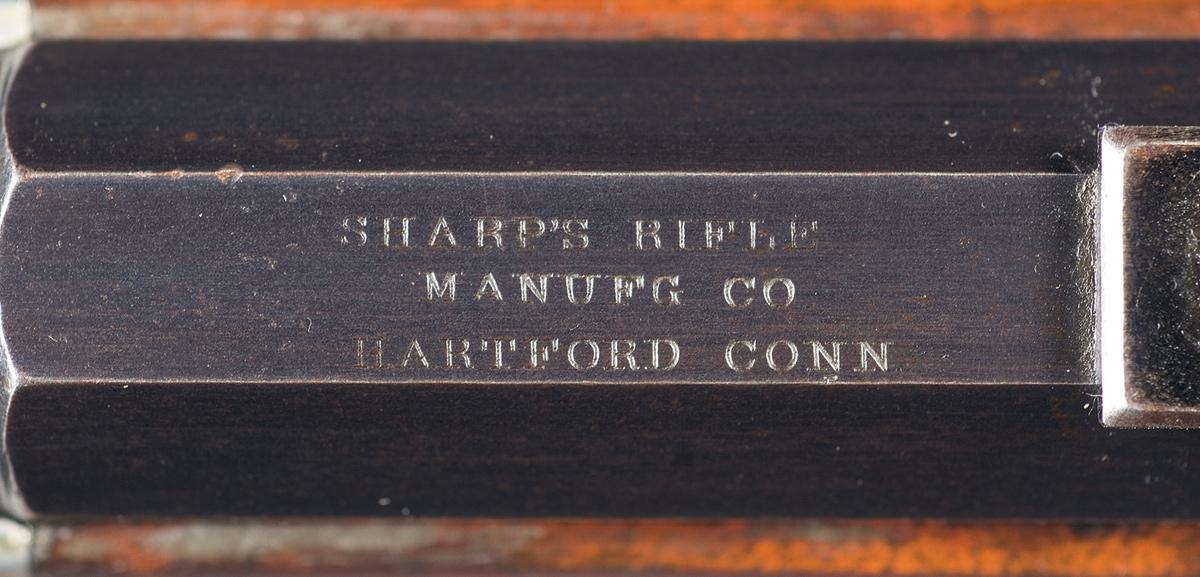 SHARP'S RIFLE
MANUFG CO
HARTFORD CONN